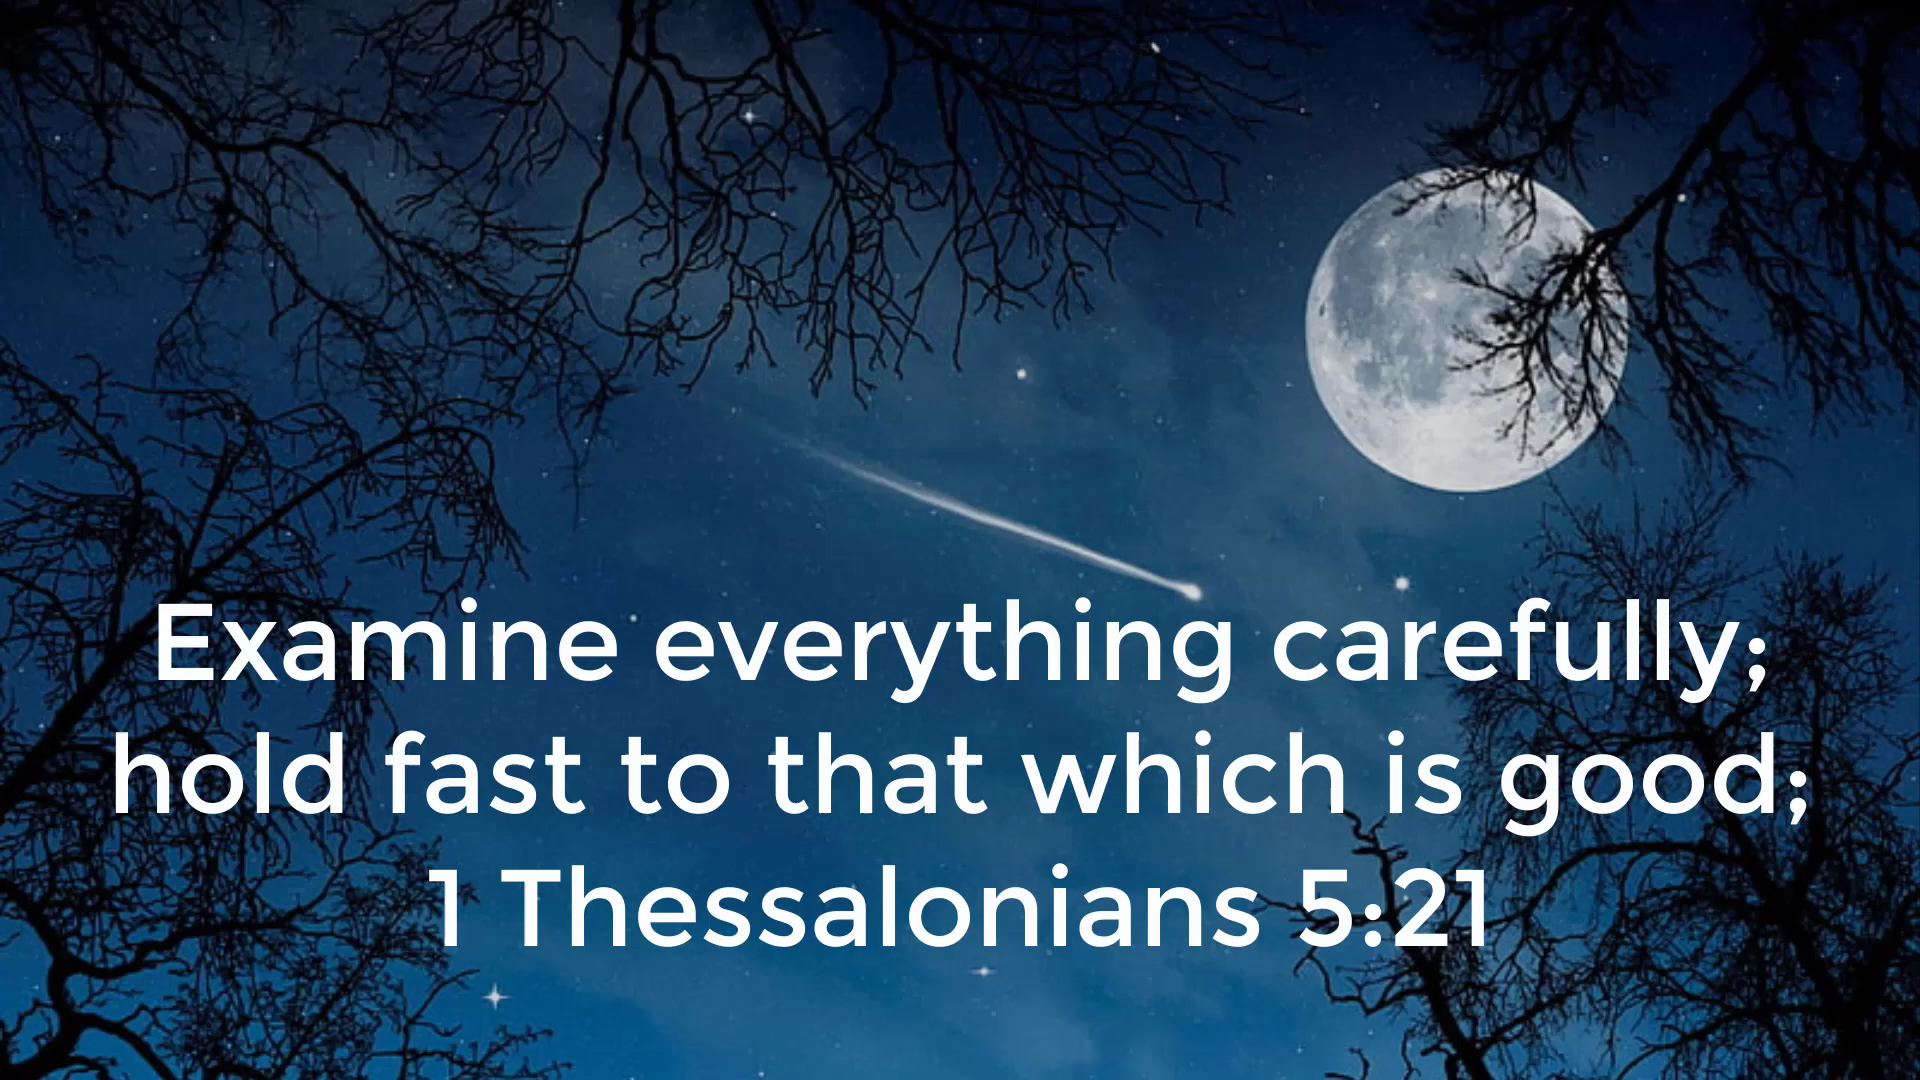 Examine everything carefully;
hold fast to that which is good;
1 Thessalonians 5:21